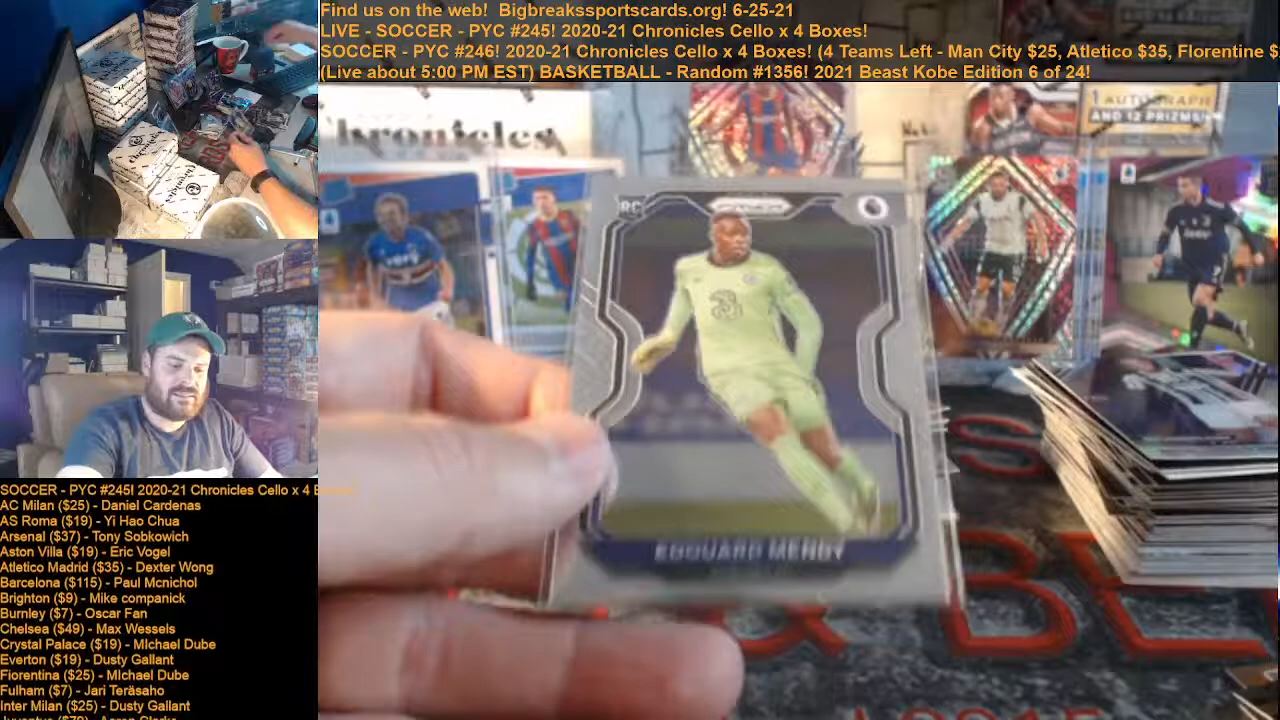 Find us on the web! Bigbreakssportscards.org! 6-25-21
LIVE - SOCCER - PYC #245! 2020-21 Chronicles Cello x 4 Boxes!
SOCCER - PYC #246! 2020-21 Chronicles Cello x 4 Boxes! (4 Teams Left - Man City $25, Atletico $35, Florentine $
(Live about 5:00 PM EST) BASKETBALL - Random #1356! 2021 Beast Kobe Edition 6 of 24!
Chronicles
1 AUTOGRAPH
AND 12 PRIZMS!
RC
PRIZM
3
EDOUARD MENDY
Jeep
S
BE
SOCCER - PYC #245! 2020-21 Chronicles Cello x 4
AC Milan ($25) - Daniel Cardenas
AS Roma ($19) - Yi Hao Chua
Arsenal ($37) - Tony Sobkowich
Aston Villa ($19) - Eric Vogel
Atletico Madrid ($35) - Dexter Wong
Barcelona ($115) - Paul Mcnichol
Brighton ($9) - Mike companick
Burnley ($7) - Oscar Fan
Chelsea ($49) - Max Wessels
Crystal Palace ($19) - Michael Dube
Everton ($19) - Dusty Gallant
Fiorentina ($25) - Michael Dube
Fulham ($7) - Jari Teräsaho
Inter Milan ($25) - Dusty Gallant